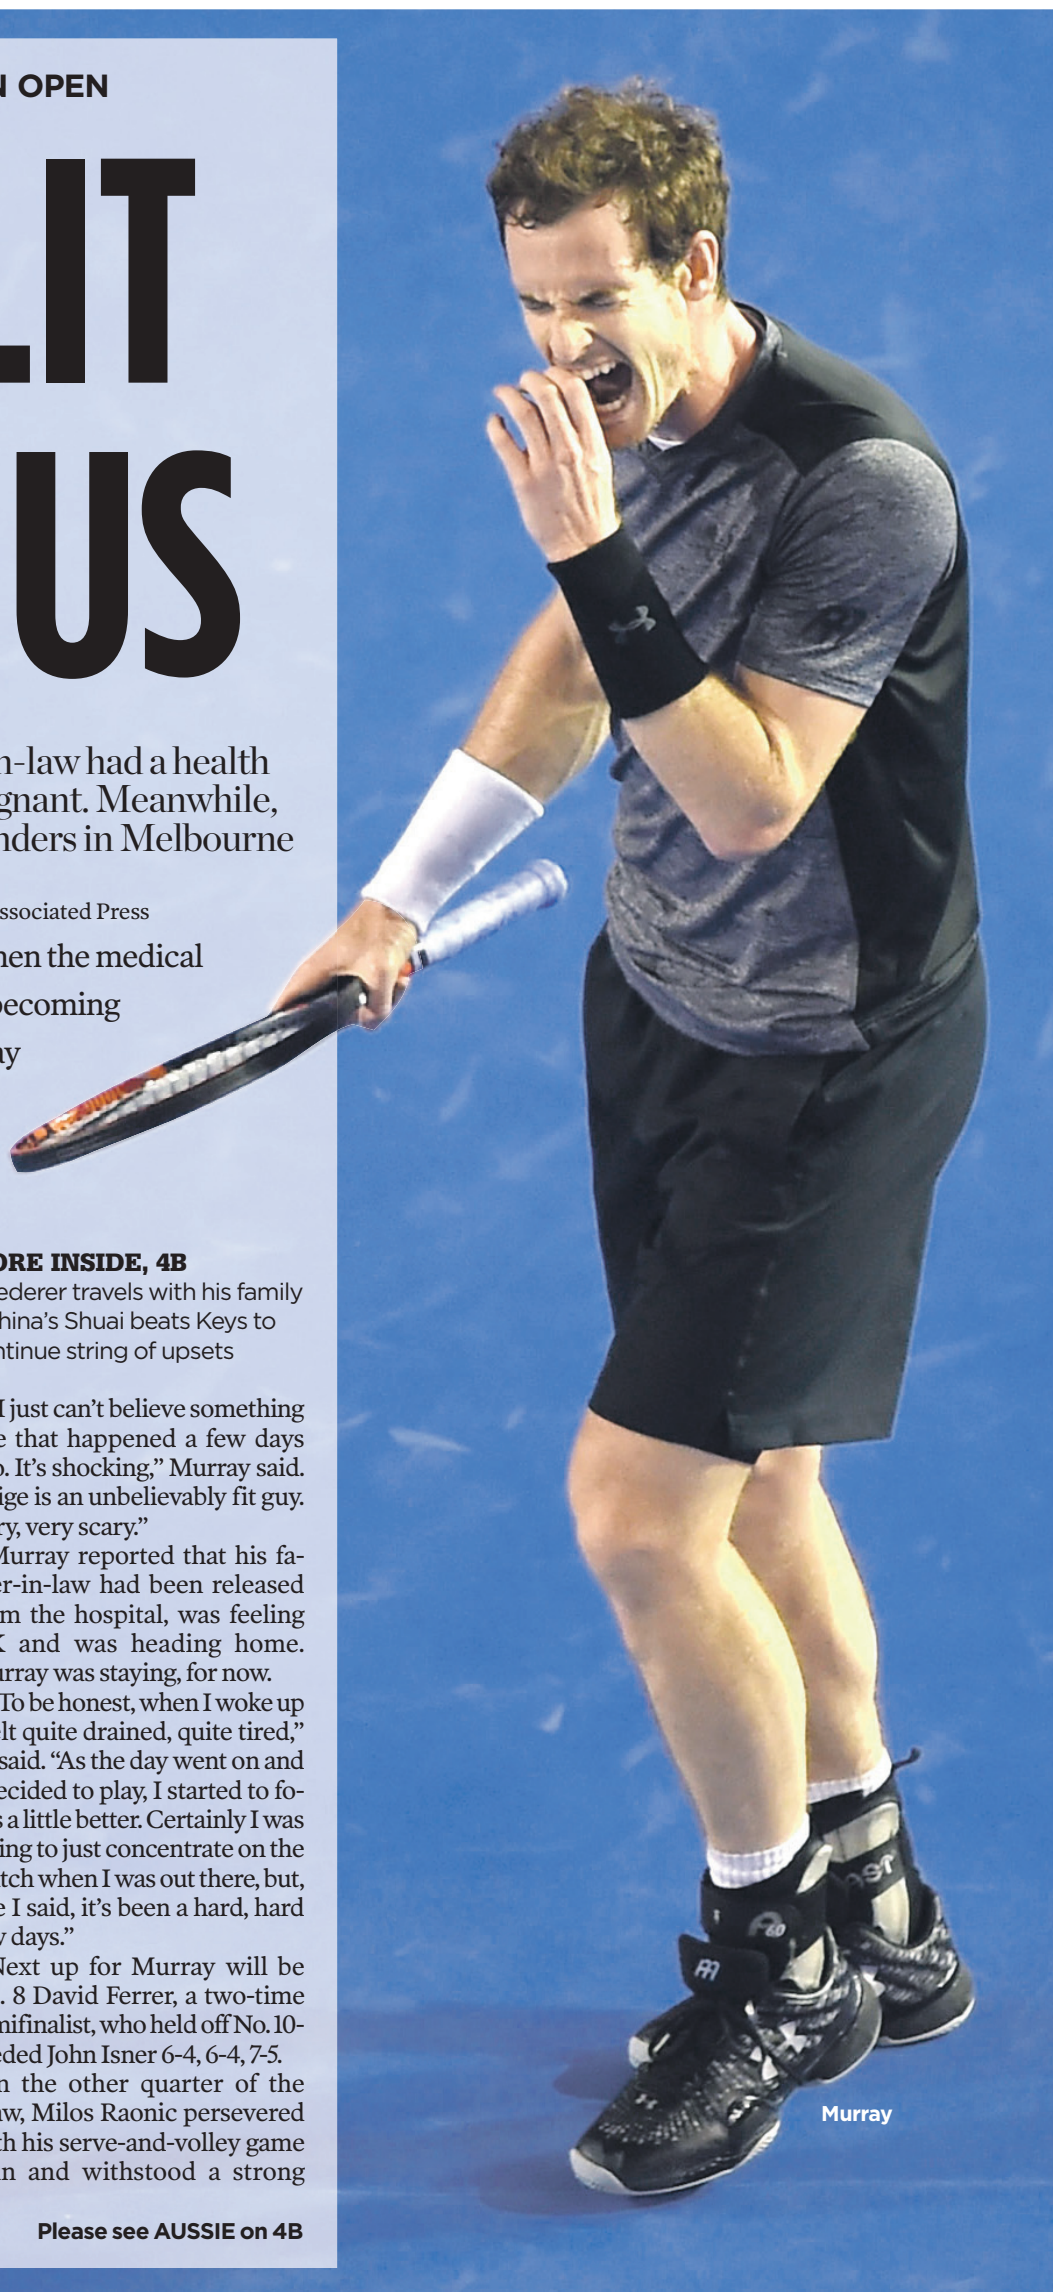 N OPEN
LIT
US
n-law had a health
gnant. Meanwhile,
nders in Melbourne
ssociated Press
hen the medical
becoming
ay
ORE INSIDE, 4B
ederer travels with his family
hina’s Shuai beats Keys to
ntinue string of upsets
I just can’t believe something
e that happened a few days
o. It’s shocking,” Murray said.
ige is an unbelievably fit guy.
ry, very scary.”
Murray reported that his fa-
er-in-law had been released
m the hospital, was feeling
K and was heading home.
urray was staying, for now.
To be honest, when I woke up
elt quite drained, quite tired,”
said. “As the day went on and
ecided to play, I started to fo-
s a little better. Certainly I was
ing to just concentrate on the
tch when I was out there, but,
e I said, it’s been a hard, hard
w days.”
Next up for Murray will be
. 8 David Ferrer, a two-time
mifinalist, who held off No. 10-
eded John Isner 6-4, 6-4, 7-5.
n the other quarter of the
aw, Milos Raonic persevered
th his serve-and-volley game
in and withstood a strong
Please see AUSSIE on 4B
Murray